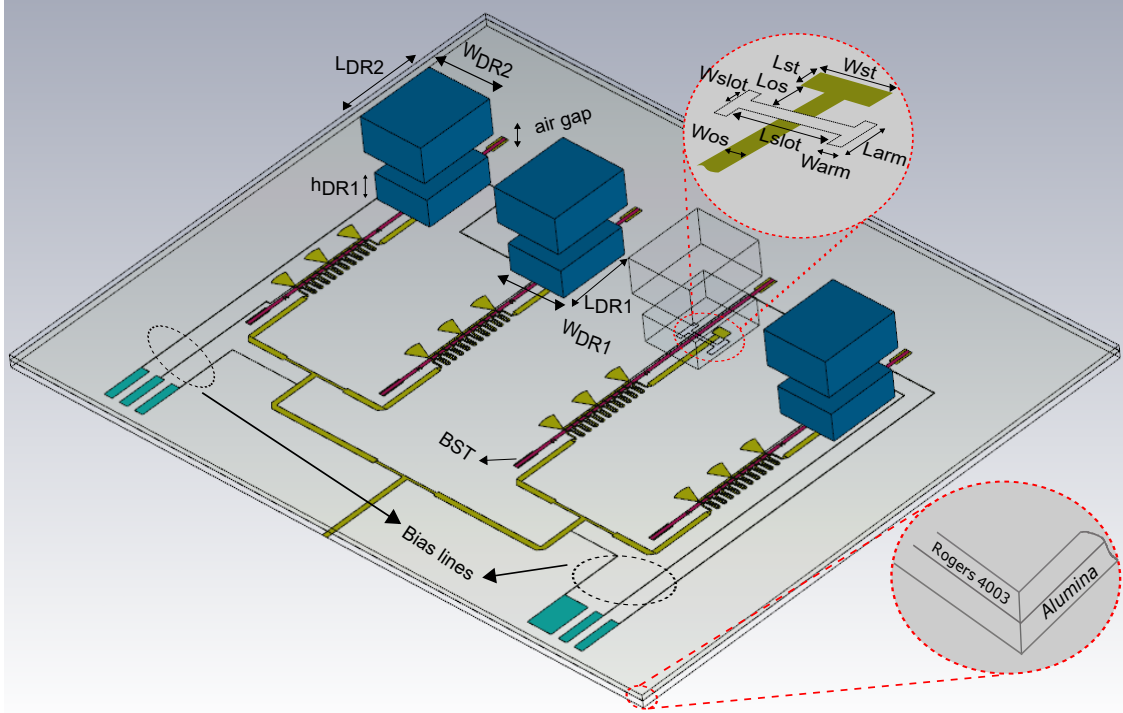 LDR2
WDR2
air gap
hDR1
LDR1
WDR1
Lst
Wst
Wslot
Los
Wos
Lslot
Warm
Larm
BST
Bias lines
Rogers 4003
Alumina